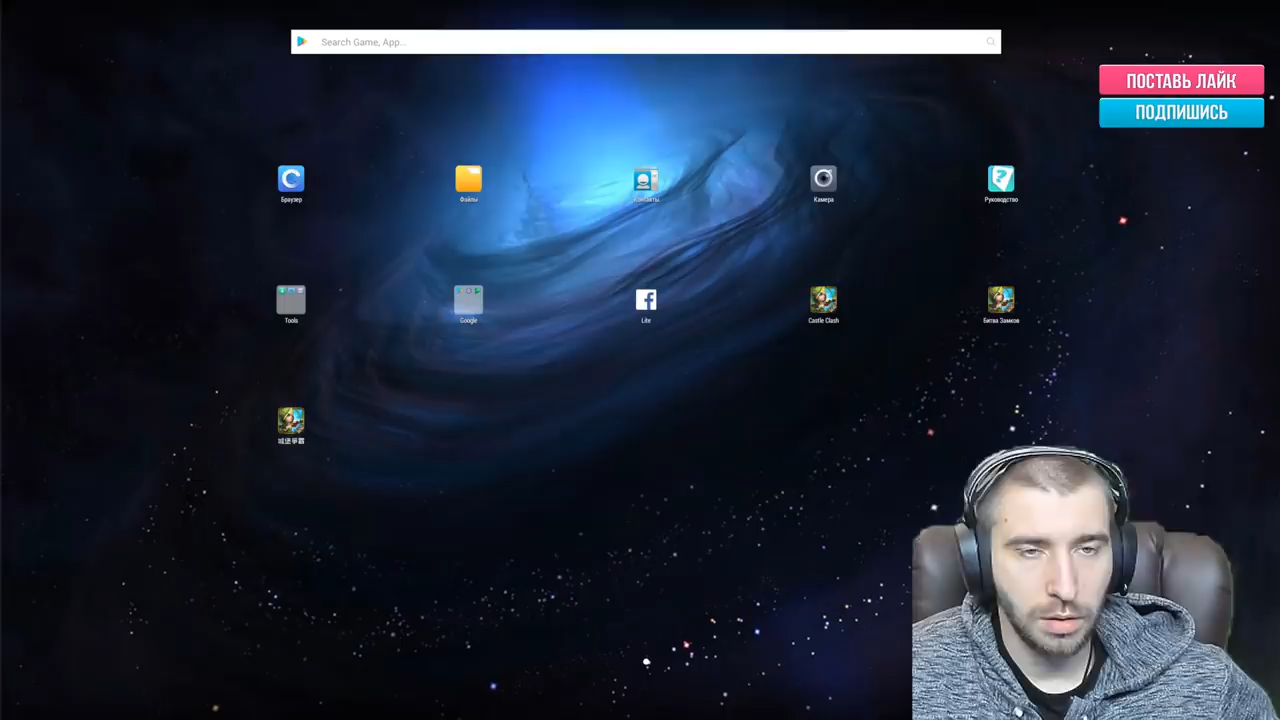 Search Game, App...
ПОСТАВЬ ЛАЙК
ПОДПИШИСЬ
Браузер
Файлы
Контакты
Камера
Руководство
Tools
Google
Lite
Castle Clash
Битва Замков
城堡爭霸